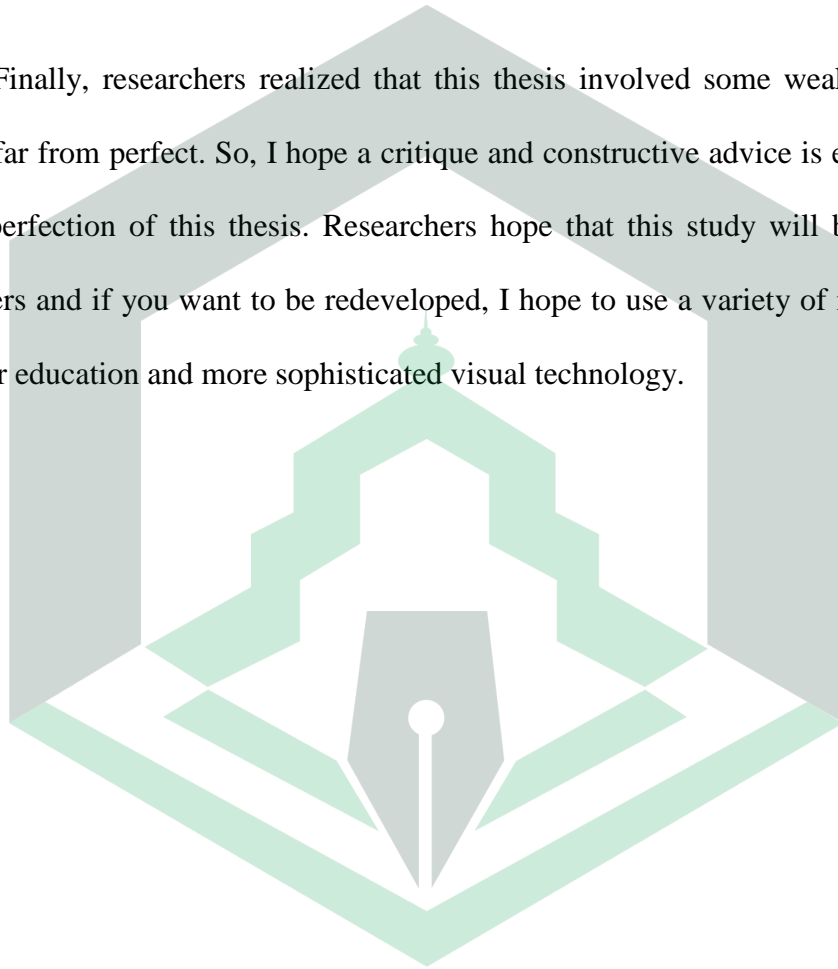 Finally, researchers realized that this thesis involved some
far from perfect. So, I hope a critique and constructive advice is
perfection of this thesis. Researchers hope that this study will
and if you want to be redeveloped, I hope to use a variety of
education and more sophisticated visual technology.